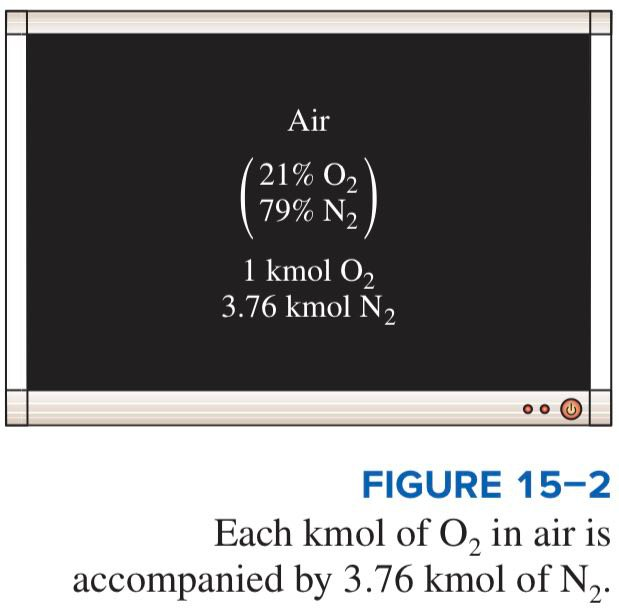 Air
21% O₂
79% N₂
1 kmol O₂
3.76 kmol N₂
FIGURE 15–2
Each kmol of O₂ in air is
accompanied by 3.76 kmol of N₂.